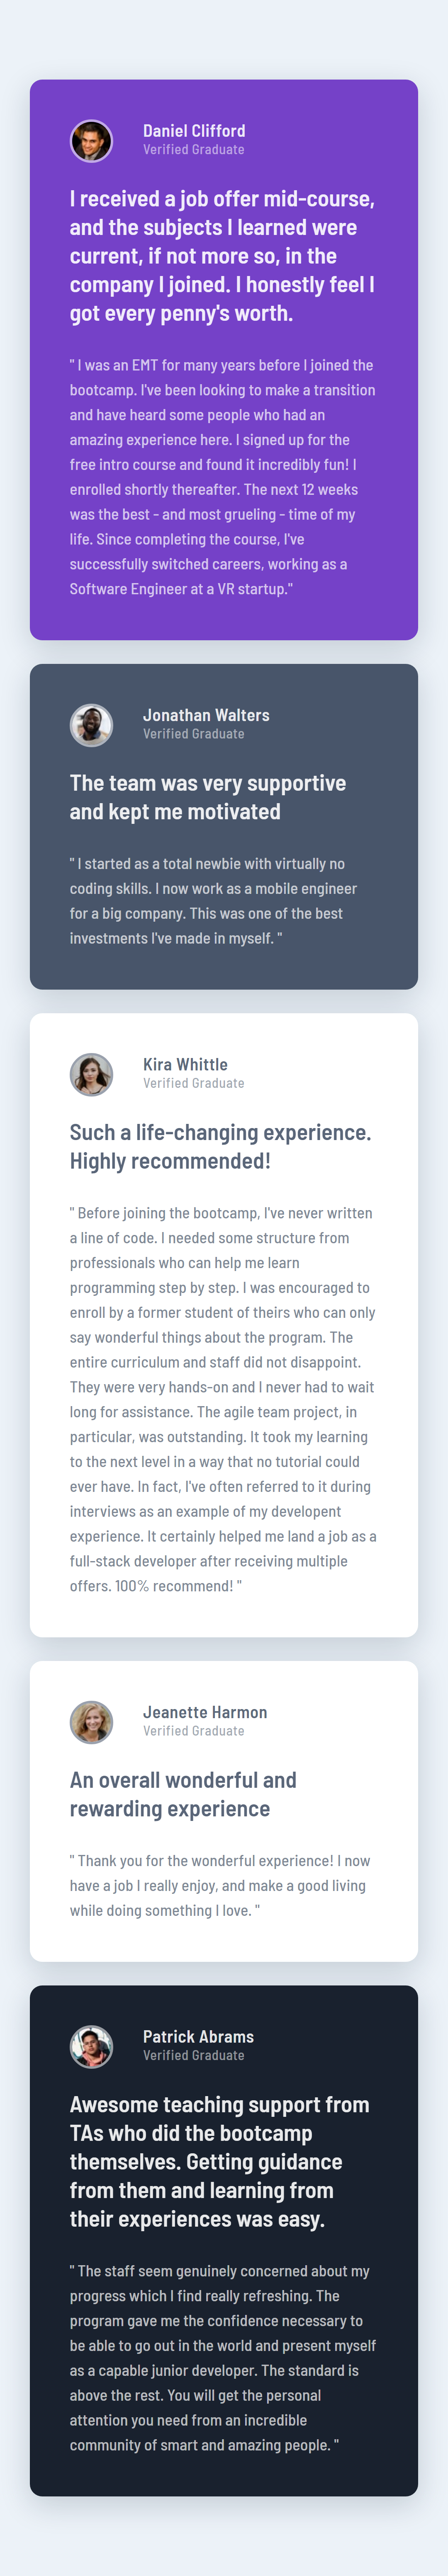 Daniel Clifford
Verified Graduate
I received a job offer mid-course,
and the subjects I learned were
current, if not more so, in the
company I joined. I honestly feel I
got every penny's worth.
" I was an EMT for many years before I joined the
bootcamp. I've been looking to make a transition
and have heard some people who had an
amazing experience here. I signed up for the
free intro course and found it incredibly fun! I
enrolled shortly thereafter. The next 12 weeks
was the best - and most grueling - time of my
life. Since completing the course, I've
successfully switched careers, working as a
Software Engineer at a VR startup."
Jonathan Walters
Verified Graduate
The team was very supportive
and kept me motivated
" I started as a total newbie with virtually no
coding skills. I now work as a mobile engineer
for a big company. This was one of the best
investments I've made in myself. "
Kira Whittle
Verified Graduate
Such a life-changing experience.
Highly recommended!
" Before joining the bootcamp, I've never written
a line of code. I needed some structure from
professionals who can help me learn
programming step by step. I was encouraged to
enroll by a former student of theirs who can only
say wonderful things about the program. The
entire curriculum and staff did not disappoint.
They were very hands-on and I never had to wait
long for assistance. The agile team project, in
particular, was outstanding. It took my learning
to the next level in a way that no tutorial could
ever have. In fact, I've often referred to it during
interviews as an example of my developent
experience. It certainly helped me land a job as a
full-stack developer after receiving multiple
offers. 100% recommend! "
Jeanette Harmon
Verified Graduate
An overall wonderful and
rewarding experience
" Thank you for the wonderful experience! I now
have a job I really enjoy, and make a good living
while doing something I love. "
Patrick Abrams
Verified Graduate
Awesome teaching support from
TAs who did the bootcamp
themselves. Getting guidance
from them and learning from
their experiences was easy.
" The staff seem genuinely concerned about my
progress which I find really refreshing. The
program gave me the confidence necessary to
be able to go out in the world and present myself
as a capable junior developer. The standard is
above the rest. You will get the personal
attention you need from an incredible
community of smart and amazing people. "